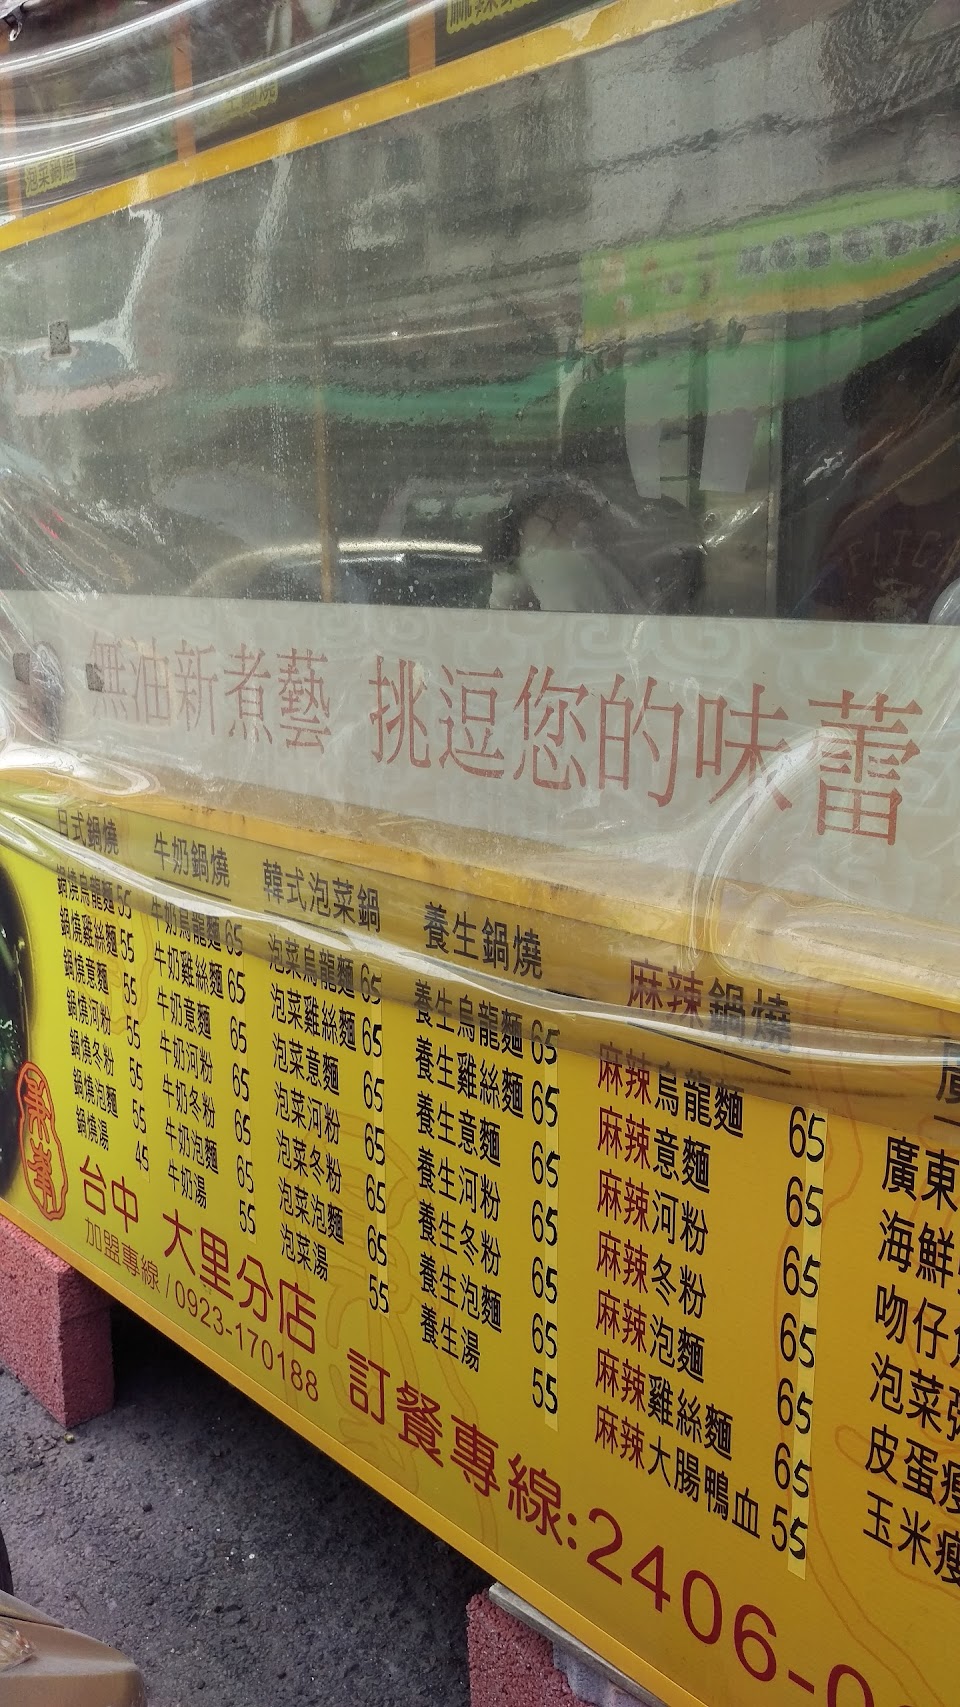 泡菜鍋燒
無油新煮藝 挑逗您的味蕾
日式鍋燒
鍋燒烏龍麵 55
鍋燒雞絲麵 55
鍋燒意麵 55
鍋燒河粉 55
鍋燒冬粉 55
鍋燒泡麵 55
鍋燒湯 45
牛奶鍋燒
牛奶烏龍麵 65
牛奶雞絲麵 65
牛奶意麵 65
牛奶河粉 65
牛奶冬粉 65
牛奶泡麵 65
牛奶湯 55
韓式泡菜鍋
泡菜烏龍麵 65
泡菜雞絲麵 65
泡菜意麵 65
泡菜河粉 65
泡菜冬粉 65
泡菜泡麵 65
泡菜湯 55
養生鍋燒
養生烏龍麵 65
養生雞絲麵 65
養生意麵 65
養生河粉 65
養生冬粉 65
養生泡麵 65
養生湯 55
麻辣鍋燒
麻辣烏龍麵 65
麻辣意麵 65
麻辣河粉 65
麻辣冬粉 65
麻辣泡麵 65
麻辣雞絲麵 65
麻辣大腸鴨血 55
廣東
海鮮
吻仔
泡菜
皮蛋瘦
玉米瘦
台中 大里分店 訂餐專線:2406-0
加盟專線 / 0923-170188